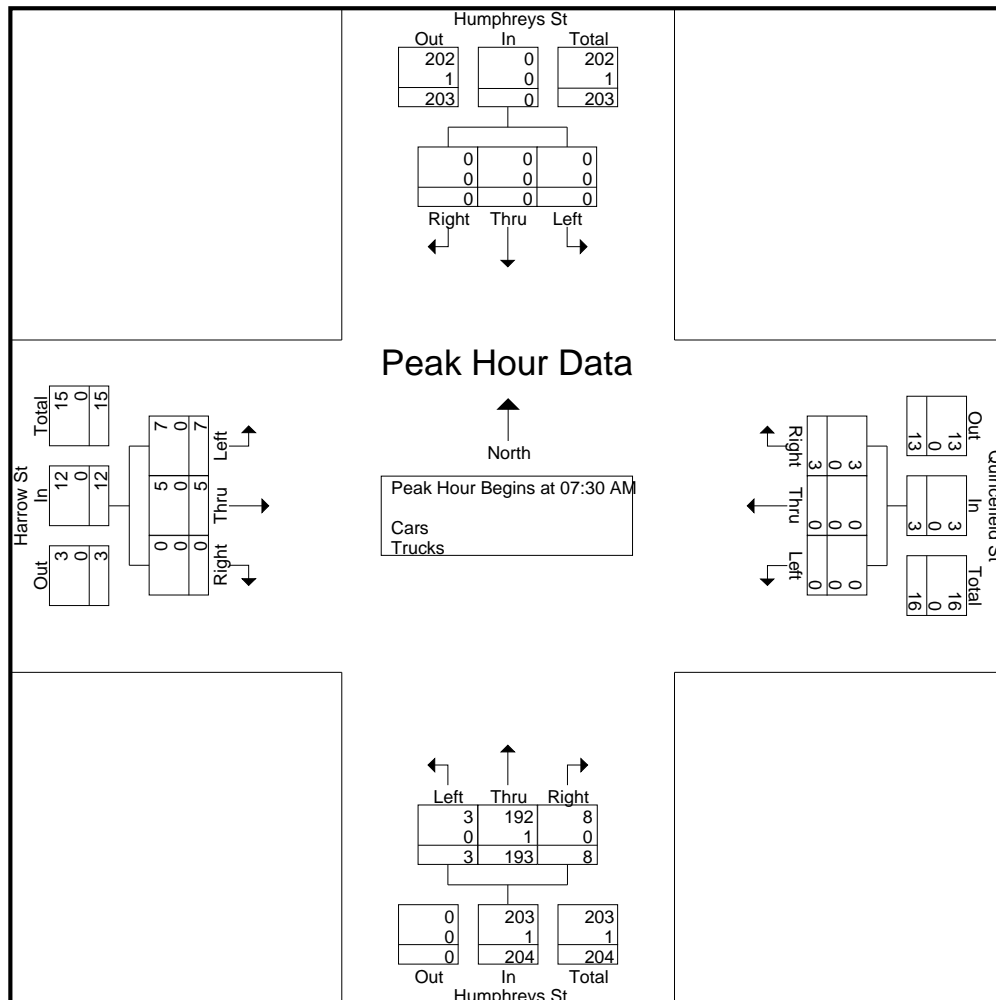 Humphreys St
Out In Total
202 0 202
1 0 1
203 0 203
0 0 0
0 0 0
0 0 0
Right Thru Left
Peak Hour Data
North
Peak Hour Begins at 07:30 AM
Cars
Trucks
Harrow St
Total In Out
15 12 3
0 0 0
15 12 3
7 5 0
0 0 0
7 5 0
Left Thru Right
Right Thru Left
3 0 0
0 0 0
3 0 0
Out In Total
13 3 16
0 0 0
13 3 16
St
Left Thru Right
3 192 8
0 1 0
3 193 8
0 203 203
0 1 1
0 204 204
Out In Total
Humphreys St